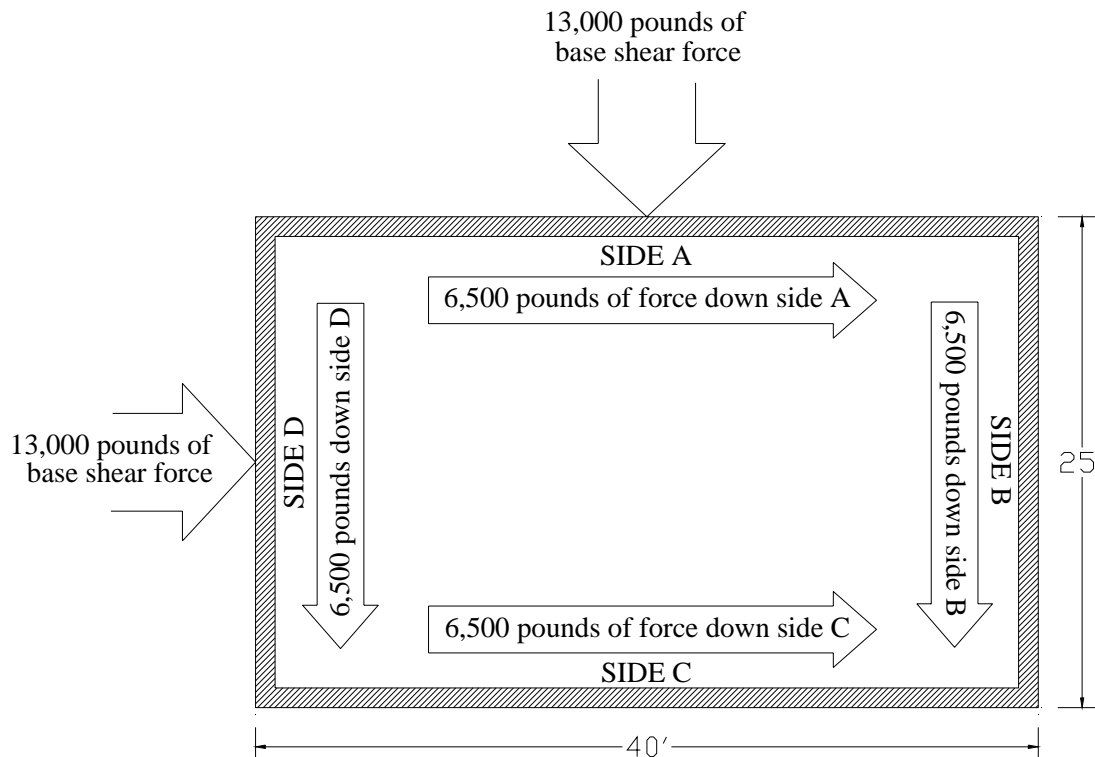 13,000 pounds of
base shear force
SIDE A
6,500 pounds of force down side A
6,500 pounds down side D
SIDE D
13,000 pounds of
base shear force
6,500 pounds down side B
SIDE B
25
6,500 pounds of force down side C
SIDE C
40'